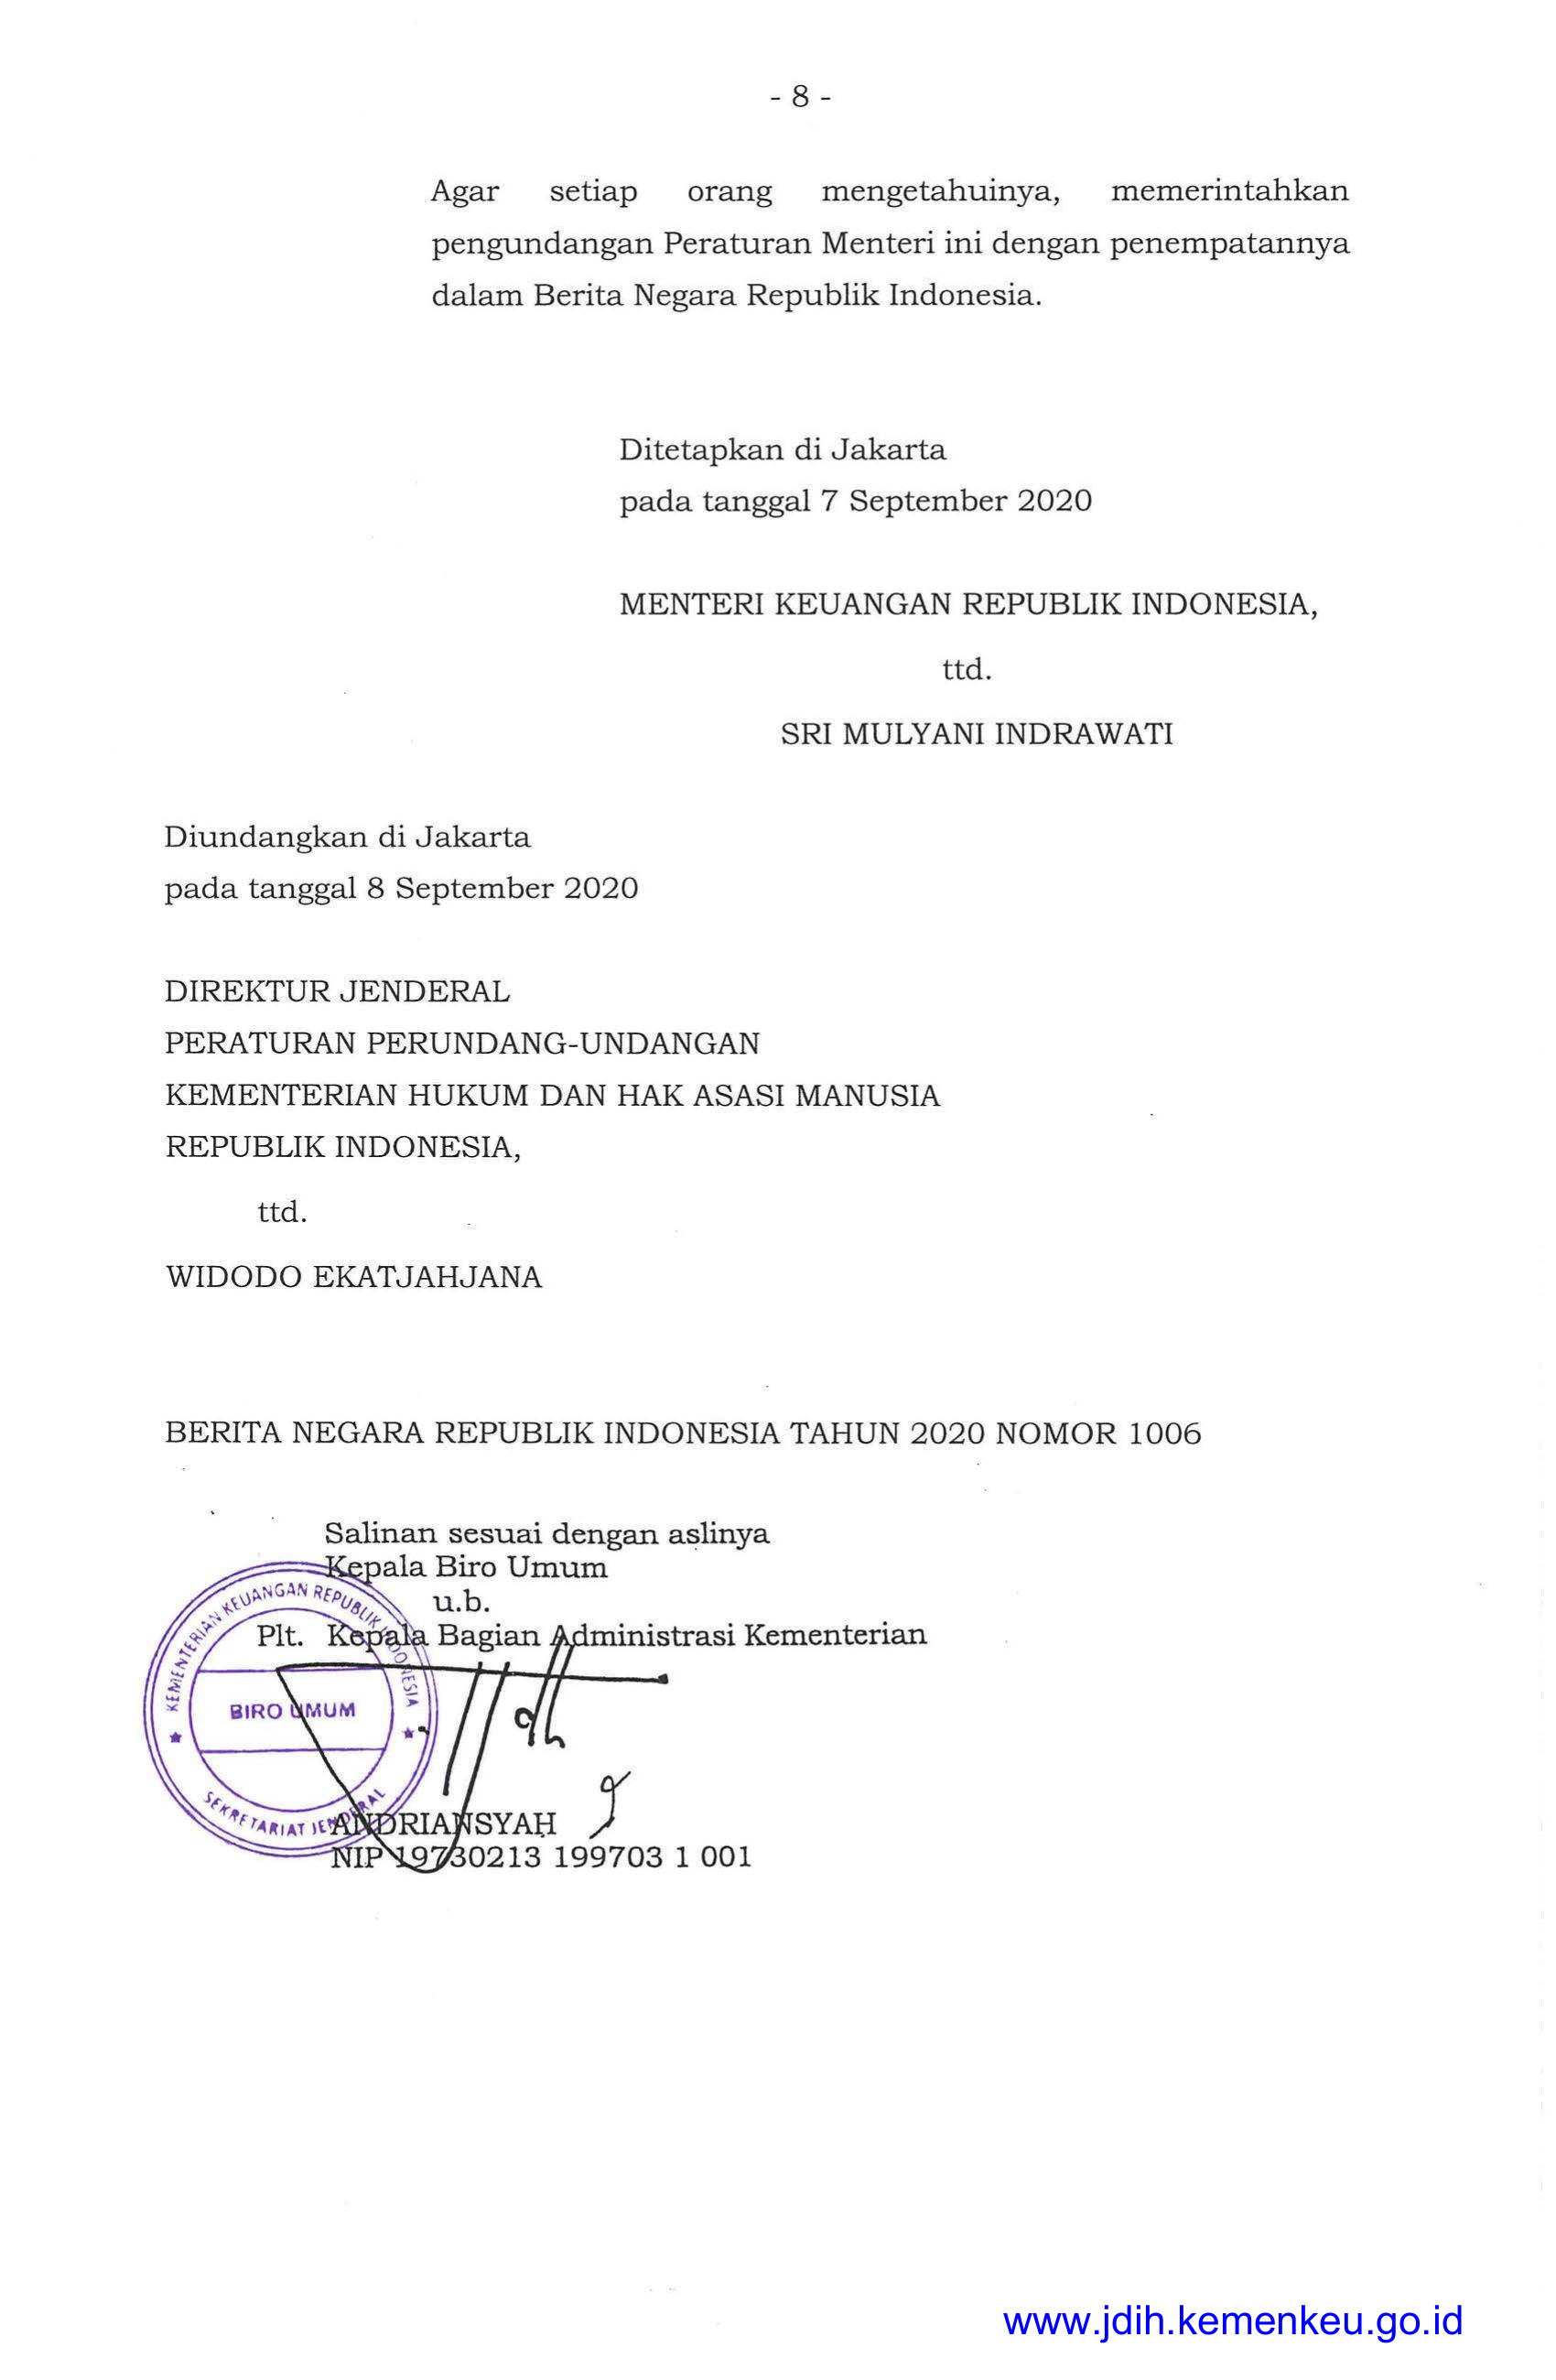 - 8 -
Agar setiap orang mengetahuinya, memerintahkan
pengundangan Peraturan Menteri ini dengan penempatannya
dalam Berita Negara Republik Indonesia.
Ditetapkan di Jakarta
pada tanggal 7 September 2020
MENTERI KEUANGAN REPUBLIK INDONESIA,
ttd.
SRI MULYANI INDRAWATI
Diundangkan di Jakarta
pada tanggal 8 September 2020
DIREKTUR JENDERAL
PERATURAN PERUNDANG-UNDANGAN
KEMENTERIAN HUKUM DAN HAK ASASI MANUSIA
REPUBLIK INDONESIA,
ttd.
WIDODO EKATJAHJANA
BERITA NEGARA REPUBLIK INDONESIA TAHUN 2020 NOMOR 1006
Salinan sesuai dengan aslinya
Kepala Biro Umum
u.b.
Plt. Kepala Bagian Administrasi Kementerian
KEMENTERIAN KEUANGAN REPUBLIK INDONESIA
BIRO UMUM
SEKRETARIAT JENDERAL
ANDRIANSYAH
NIP 19730213 199703 1 001
www.jdih.kemenkeu.go.id